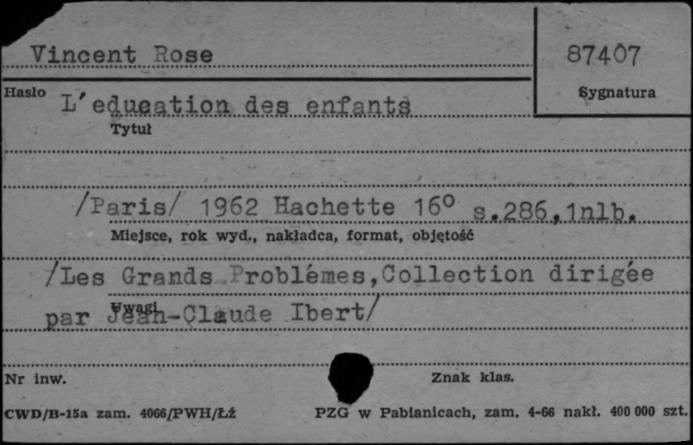 Vincent Rose
87407
Hasło
Sygnatura
L'education des enfants
Tytuł
/Paris/ 1962 Hachette 16º s.286,1nlb.
Miejsce, rok wyd., nakładca, format, objętość
/Les Grands Problémes,Collection dirigée
Uwagi
par Jean-Claude Ibert/
Nr inw.
Znak klas.
CWD/B-15a zam. 4066/PWH/Łź
PZG w Pabianicach, zam. 4-66 nakł. 400 000 szt.